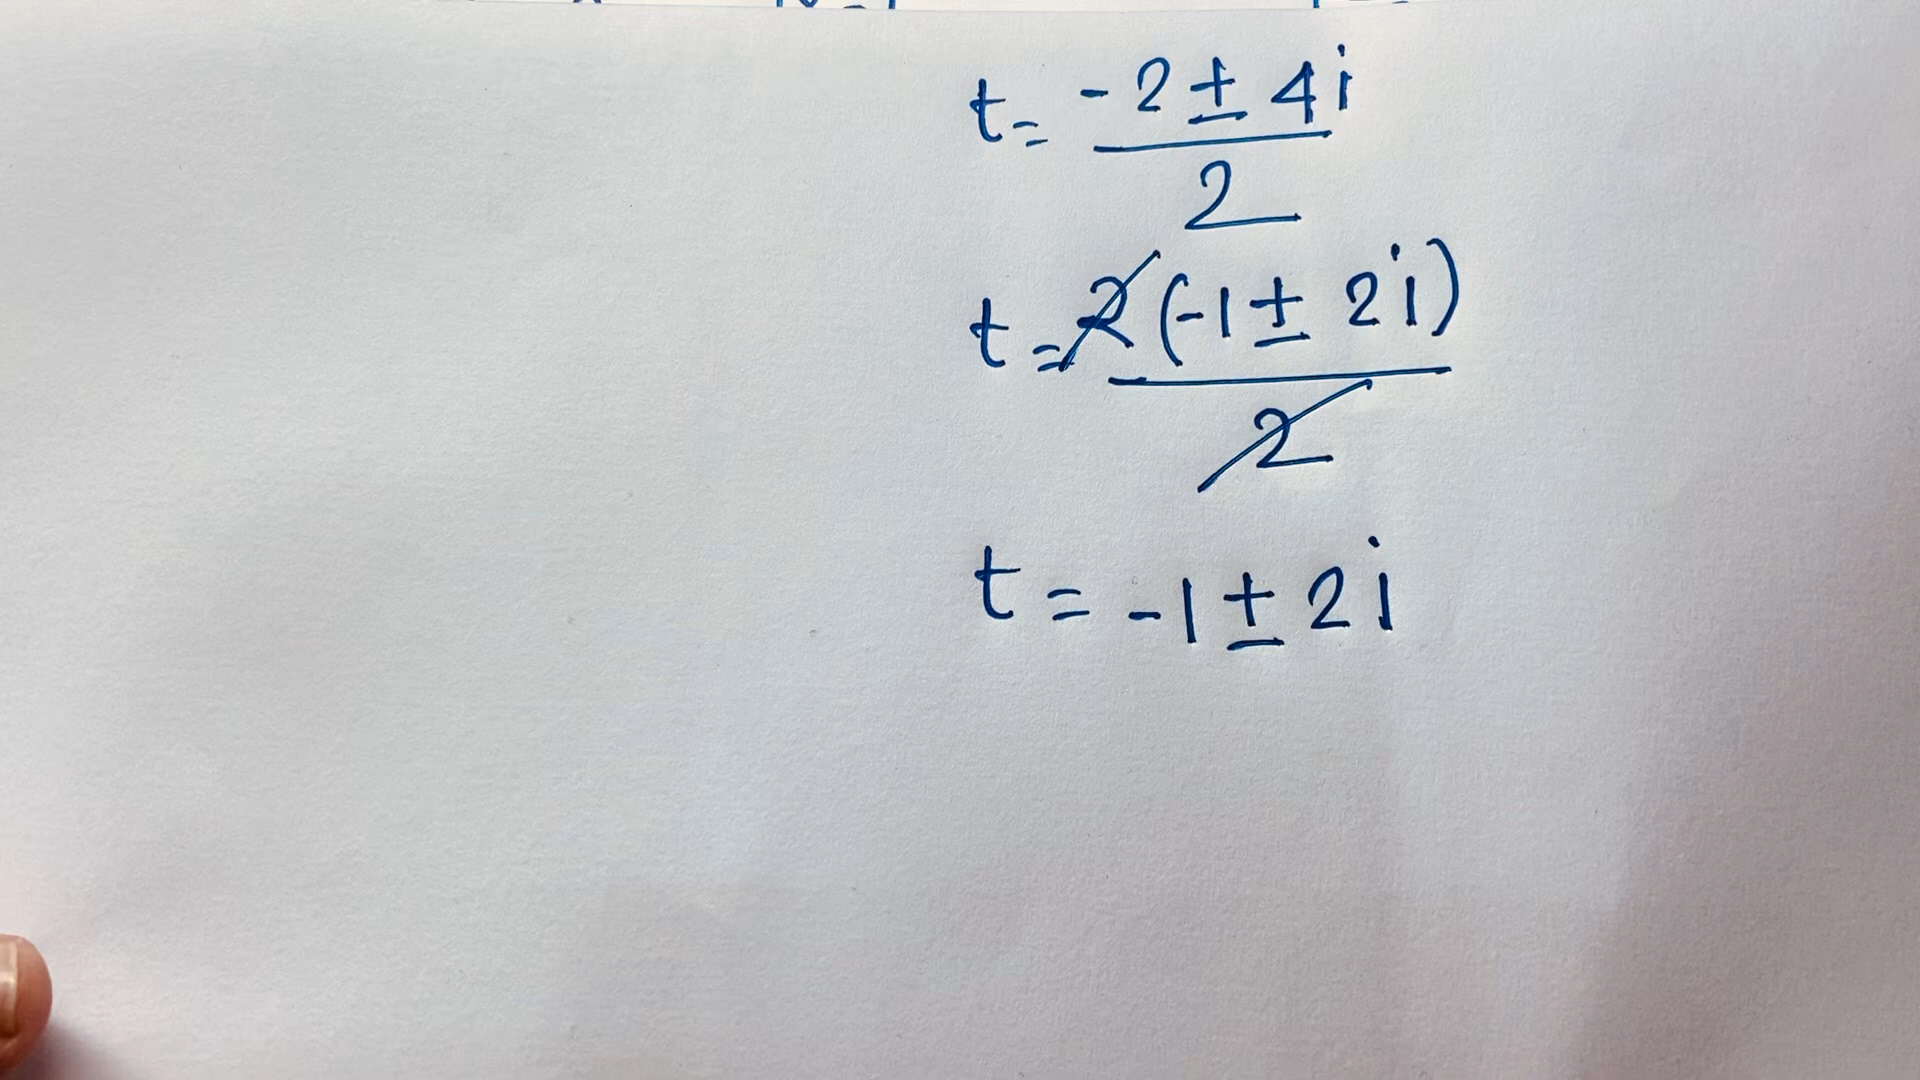 t = -2 ± 4i / 2
t = 2(-1 ± 2i) / 2
t = -1 ± 2i